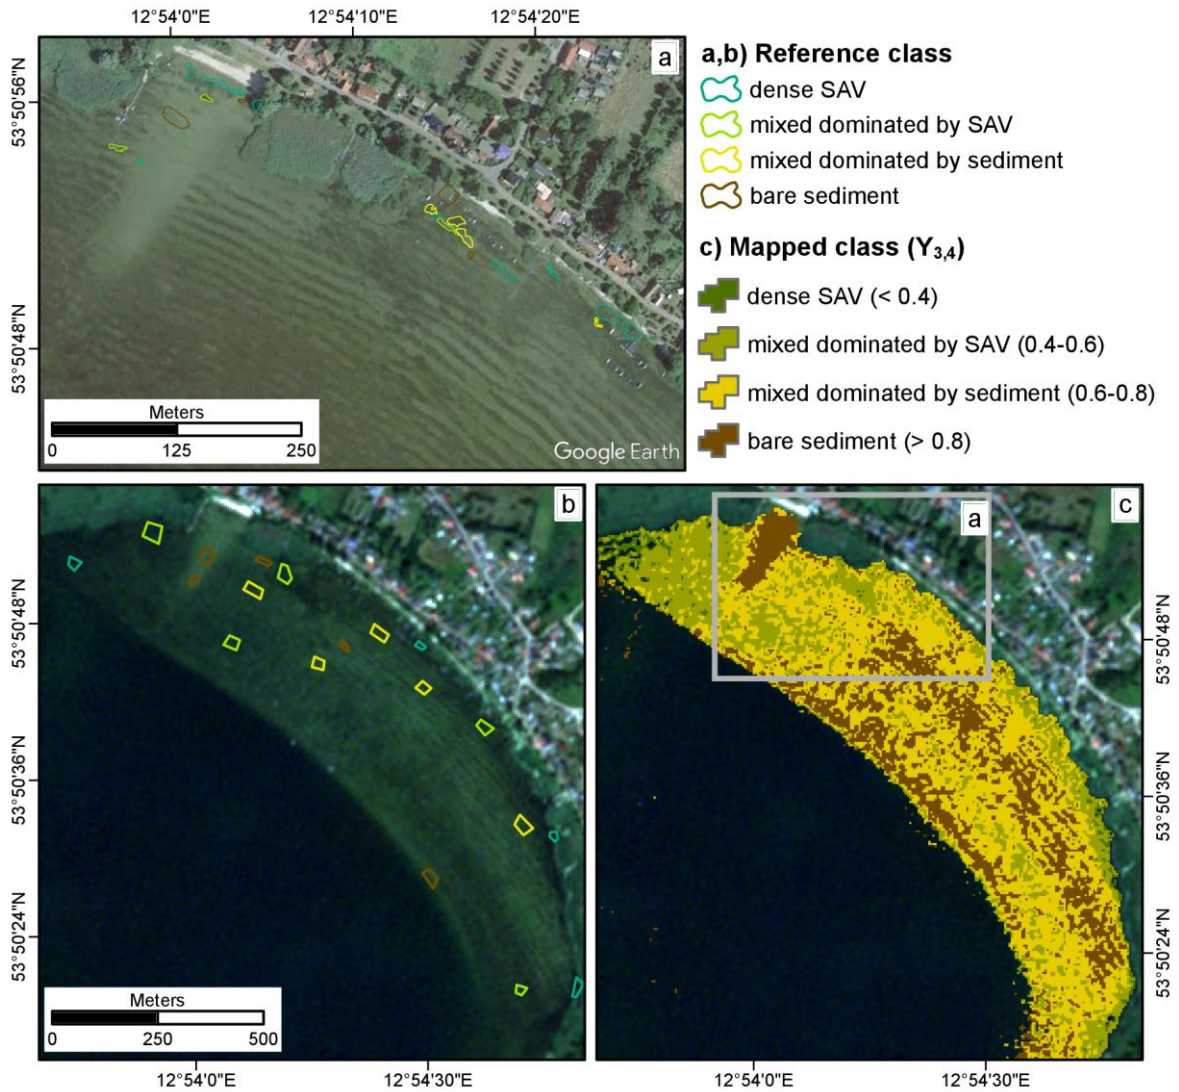 12°54'0"E 12°54'10"E 12°54'20"E
53°50'56"N
53°50'48"N
a
Meters
0 125 250
Google Earth
a,b) Reference class
dense SAV
mixed dominated by SAV
mixed dominated by sediment
bare sediment
c) Mapped class (Y3,4)
dense SAV (< 0.4)
mixed dominated by SAV (0.4-0.6)
mixed dominated by sediment (0.6-0.8)
bare sediment (> 0.8)
b
53°50'48"N
53°50'36"N
53°50'24"N
Meters
0 250 500
12°54'0"E 12°54'30"E
c
a
53°50'48"N
53°50'36"N
53°50'24"N
12°54'0"E 12°54'30"E